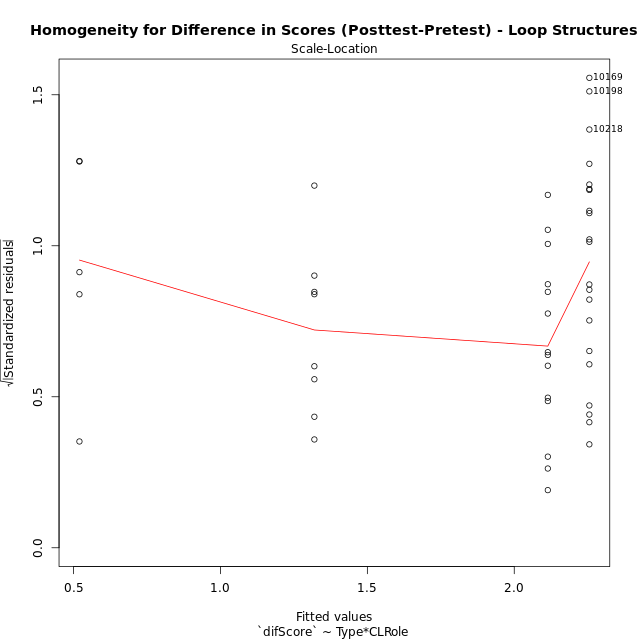 Homogeneity for Difference in Scores (Posttest-Pretest) - Loop Structures
Scale-Location
10169
10198
10218
1.5
1.0
0.5
0.0
√|Standardized residuals|
0.5 1.0 1.5 2.0
Fitted values
`difScore` ~ Type*CLRole